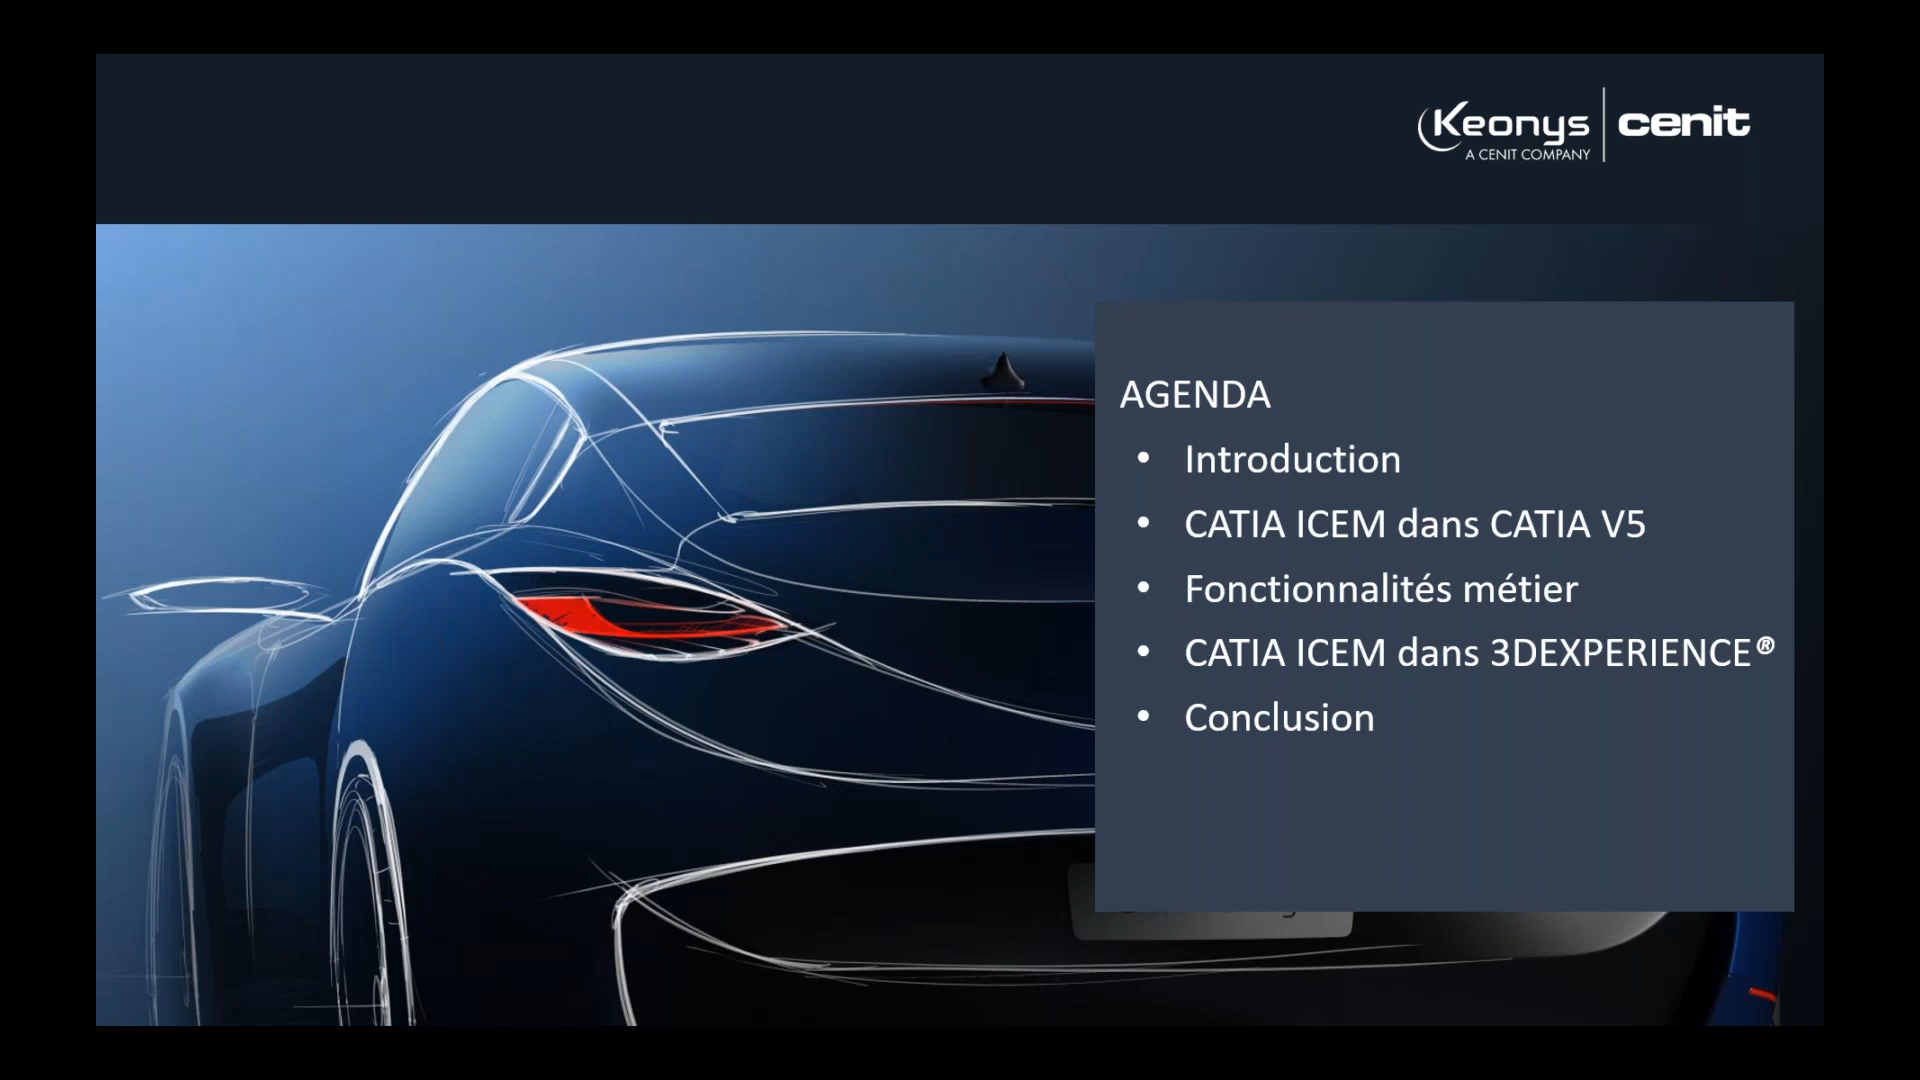 Keonys
A CENIT COMPANY
cenit
AGENDA
• Introduction
• CATIA ICEM dans CATIA V5
• Fonctionnalités métier
• CATIA ICEM dans 3DEXPERIENCE®
• Conclusion